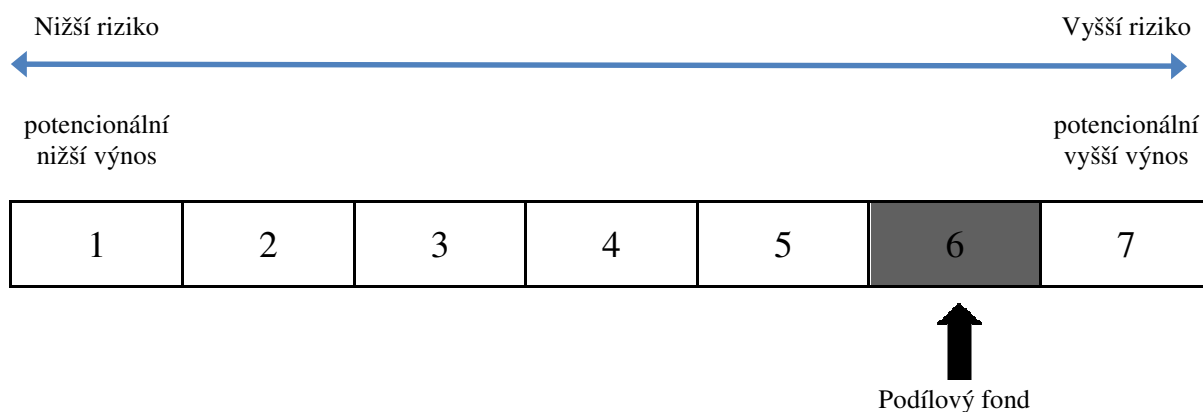 Nižší riziko
Vyšší riziko
potencionální
nižší výnos
potencionální
vyšší výnos
1 2 3 4 5 6 7
Podílový fond